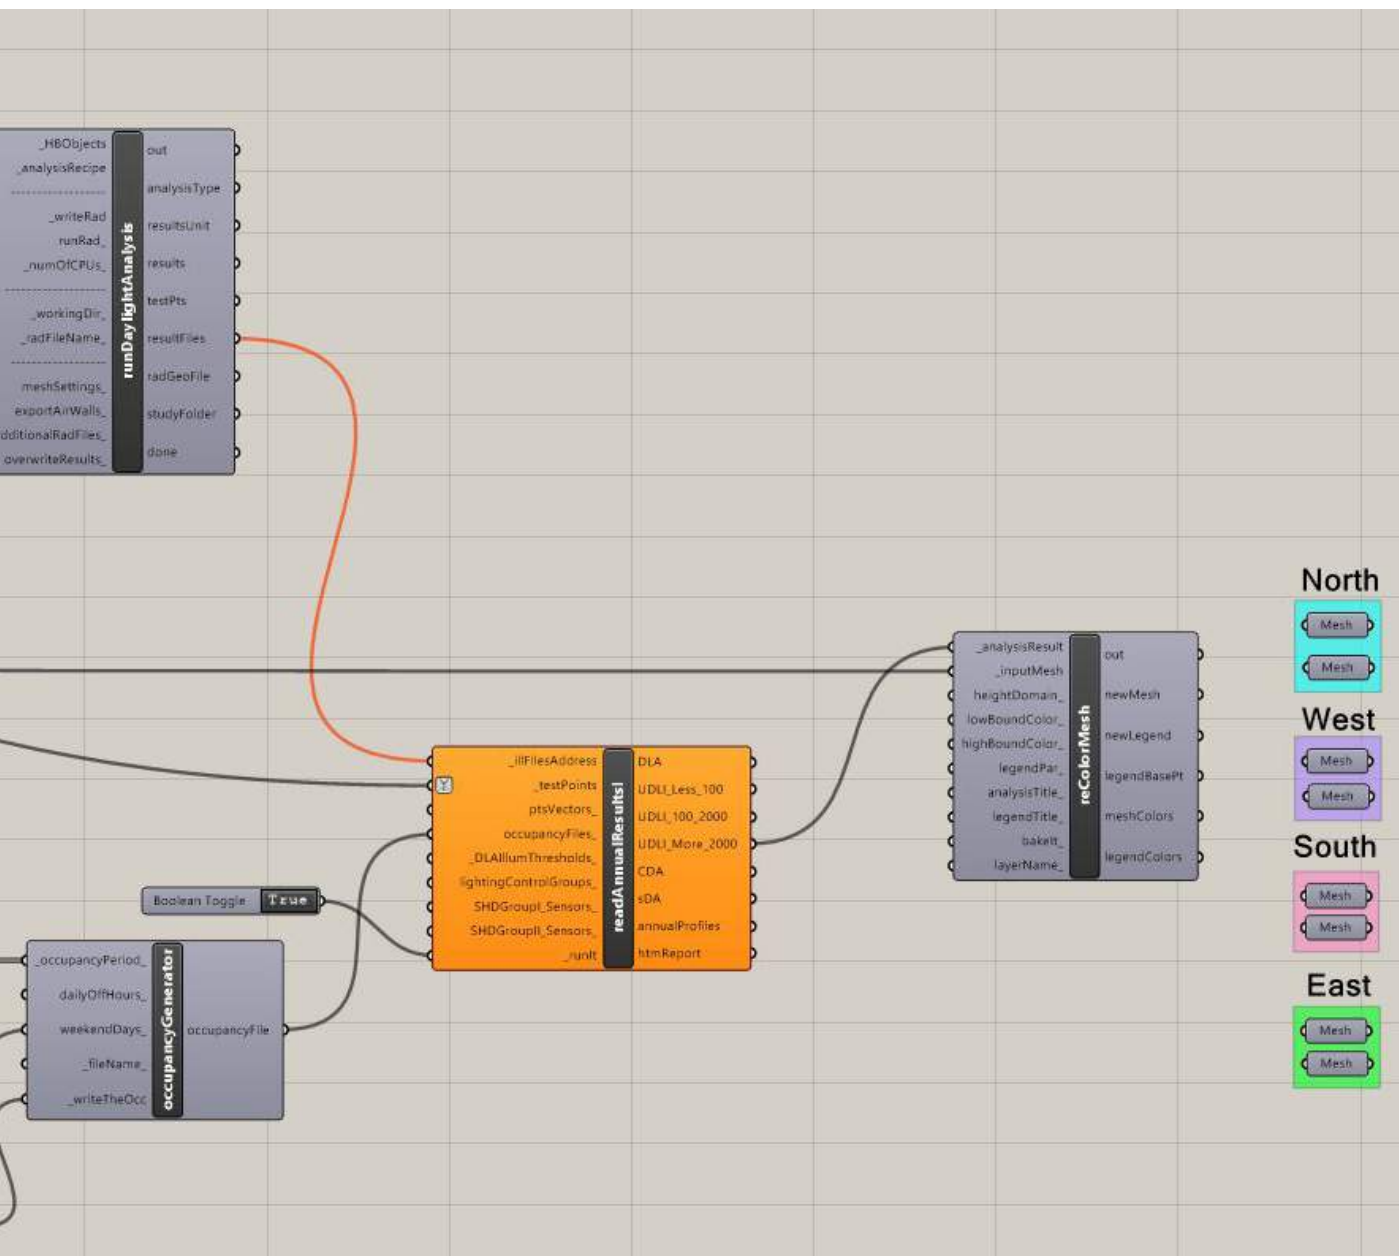 _HBObjects
_analysisRecipe
--------------------
_writeRad
runRad_
_numOfCPUs_
--------------------
_workingDir_
_radFileName_
--------------------
meshSettings_
exportAirWalls_
dditionalRadFiles_
overwriteResults_
runDaylightAnalysis
out
analysisType
resultsUnit
results
testPts
resultFiles
radGeoFile
studyFolder
done
North
Mesh
Mesh
West
Mesh
Mesh
South
Mesh
Mesh
East
Mesh
Mesh
_analysisResult
_inputMesh
heightDomain_
lowBoundColor_
highBoundColor_
legendPar_
analysisTitle_
legendTitle_
bakeIt_
layerName_
reColorMesh
out
newMesh
newLegend
legendBasePt
meshColors
legendColors
_illFilesAddress
_testPoints
ptsVectors_
occupancyFiles_
_DLAIllumThresholds_
lightingControlGroups_
SHDGroupI_Sensors_
SHDGroupII_Sensors_
_runIt
readAnnualResultsI
DLA
UDLI_Less_100
UDLI_100_2000
UDLI_More_2000
CDA
sDA
annualProfiles
htmReport
Boolean Toggle True
_occupancyPeriod_
dailyOffHours_
weekendDays_
_fileName_
_writeTheOcc
occupancyGenerator
occupancyFile